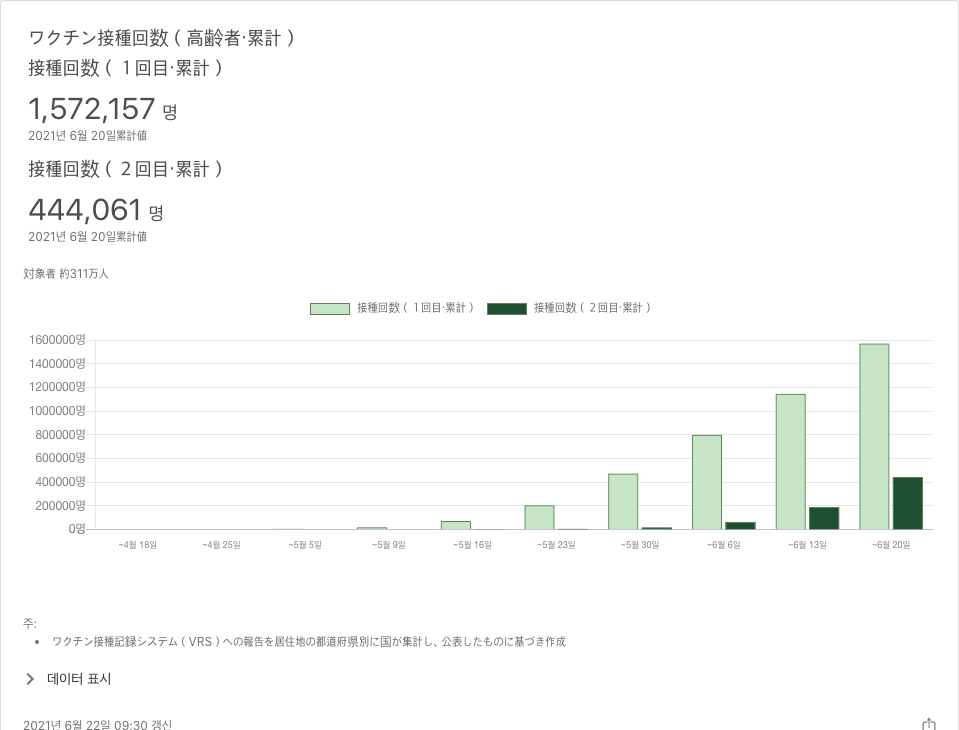 ワクチン接種回数（高齢者·累計）
接種回数（１回目·累計）
1,572,157 명
2021년 6월 20일累計値
接種回数（２回目·累計）
444,061 명
2021년 6월 20일累計値
対象者 約311万人
接種回数（１回目·累計） 接種回数（２回目·累計）
1600000명
1400000명
1200000명
1000000명
800000명
600000명
400000명
200000명
0명
~4월 18일 ~4월 25일 ~5월 5일 ~5월 9일 ~5월 16일 ~5월 23일 ~5월 30일 ~6월 6일 ~6월 13일 ~6월 20일
주:
• ワクチン接種記録システム（VRS）への報告を居住地の都道府県別に国が集計し、公表したものに基づき作成
데이터 표시
2021년 6월 22일 09:30 갱신